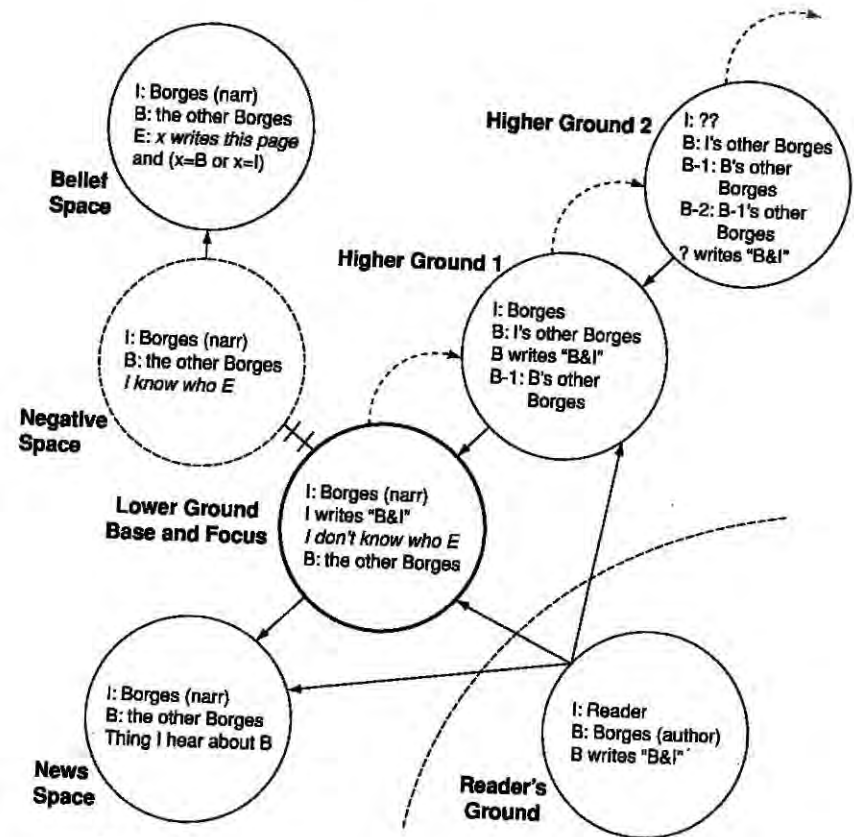 I: Borges (narr)
B: the other Borges
E: x writes this page
and (x=B or x=I)
Belief
Space
Higher Ground 2
I: ??
B: I's other Borges
B-1: B's other
Borges
B-2: B-1's other
Borges
? writes "B&I"
Higher Ground 1
I: Borges
B: I's other Borges
B writes "B&I"
B-1: B's other
Borges
I: Borges (narr)
B: the other Borges
I know who E
Negative
Space
Lower Ground
Base and Focus
I: Borges (narr)
I writes "B&I"
I don't know who E
B: the other Borges
I: Borges (narr)
B: the other Borges
Thing I hear about B
News
Space
I: Reader
B: Borges (author)
B writes "B&I"
Reader's
Ground